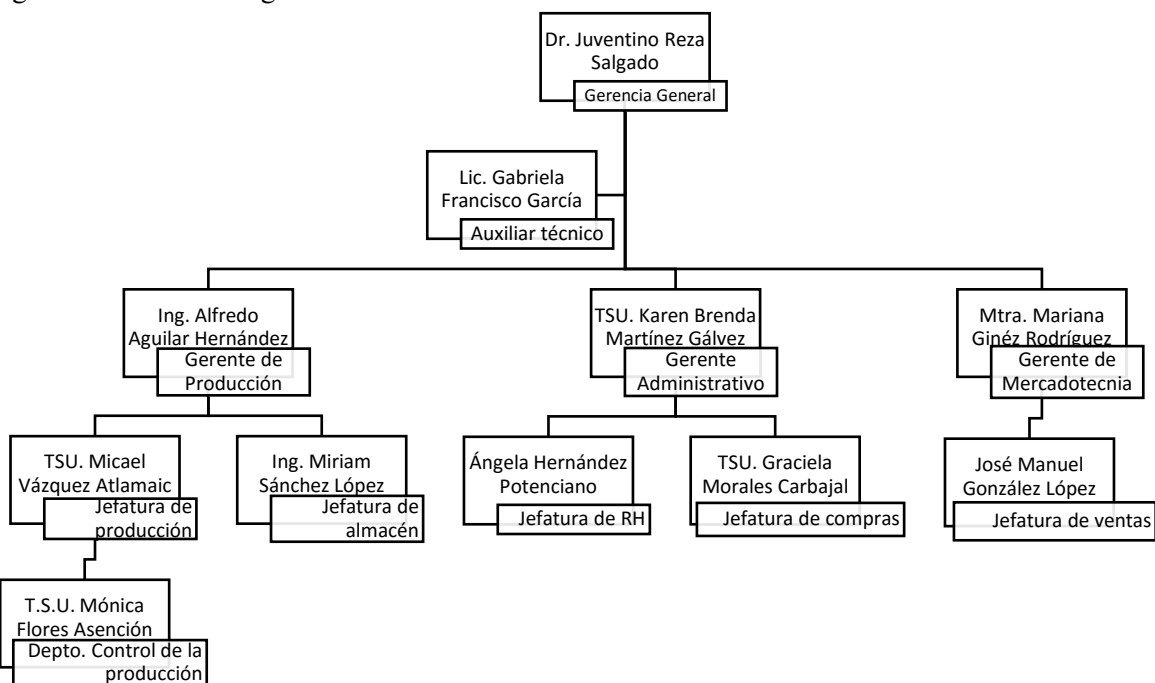 Dr. Juventino Reza
Salgado
Gerencia General
Lic. Gabriela
Francisco García
Auxiliar técnico
Ing. Alfredo
Aguilar Hernández
Gerente de
Producción
TSU. Karen Brenda
Martínez Gálvez
Gerente
Administrativo
Mtra. Mariana
Ginéz Rodríguez
Gerente de
Mercadotecnia
TSU. Micael
Vázquez Atlamaic
Jefatura de
producción
Ing. Miriam
Sánchez López
Jefatura de
almacén
Ángela Hernández
Potenciano
Jefatura de RH
TSU. Graciela
Morales Carbajal
Jefatura de compras
José Manuel
González López
Jefatura de ventas
T.S.U. Mónica
Flores Asención
Depto. Control de la
producción